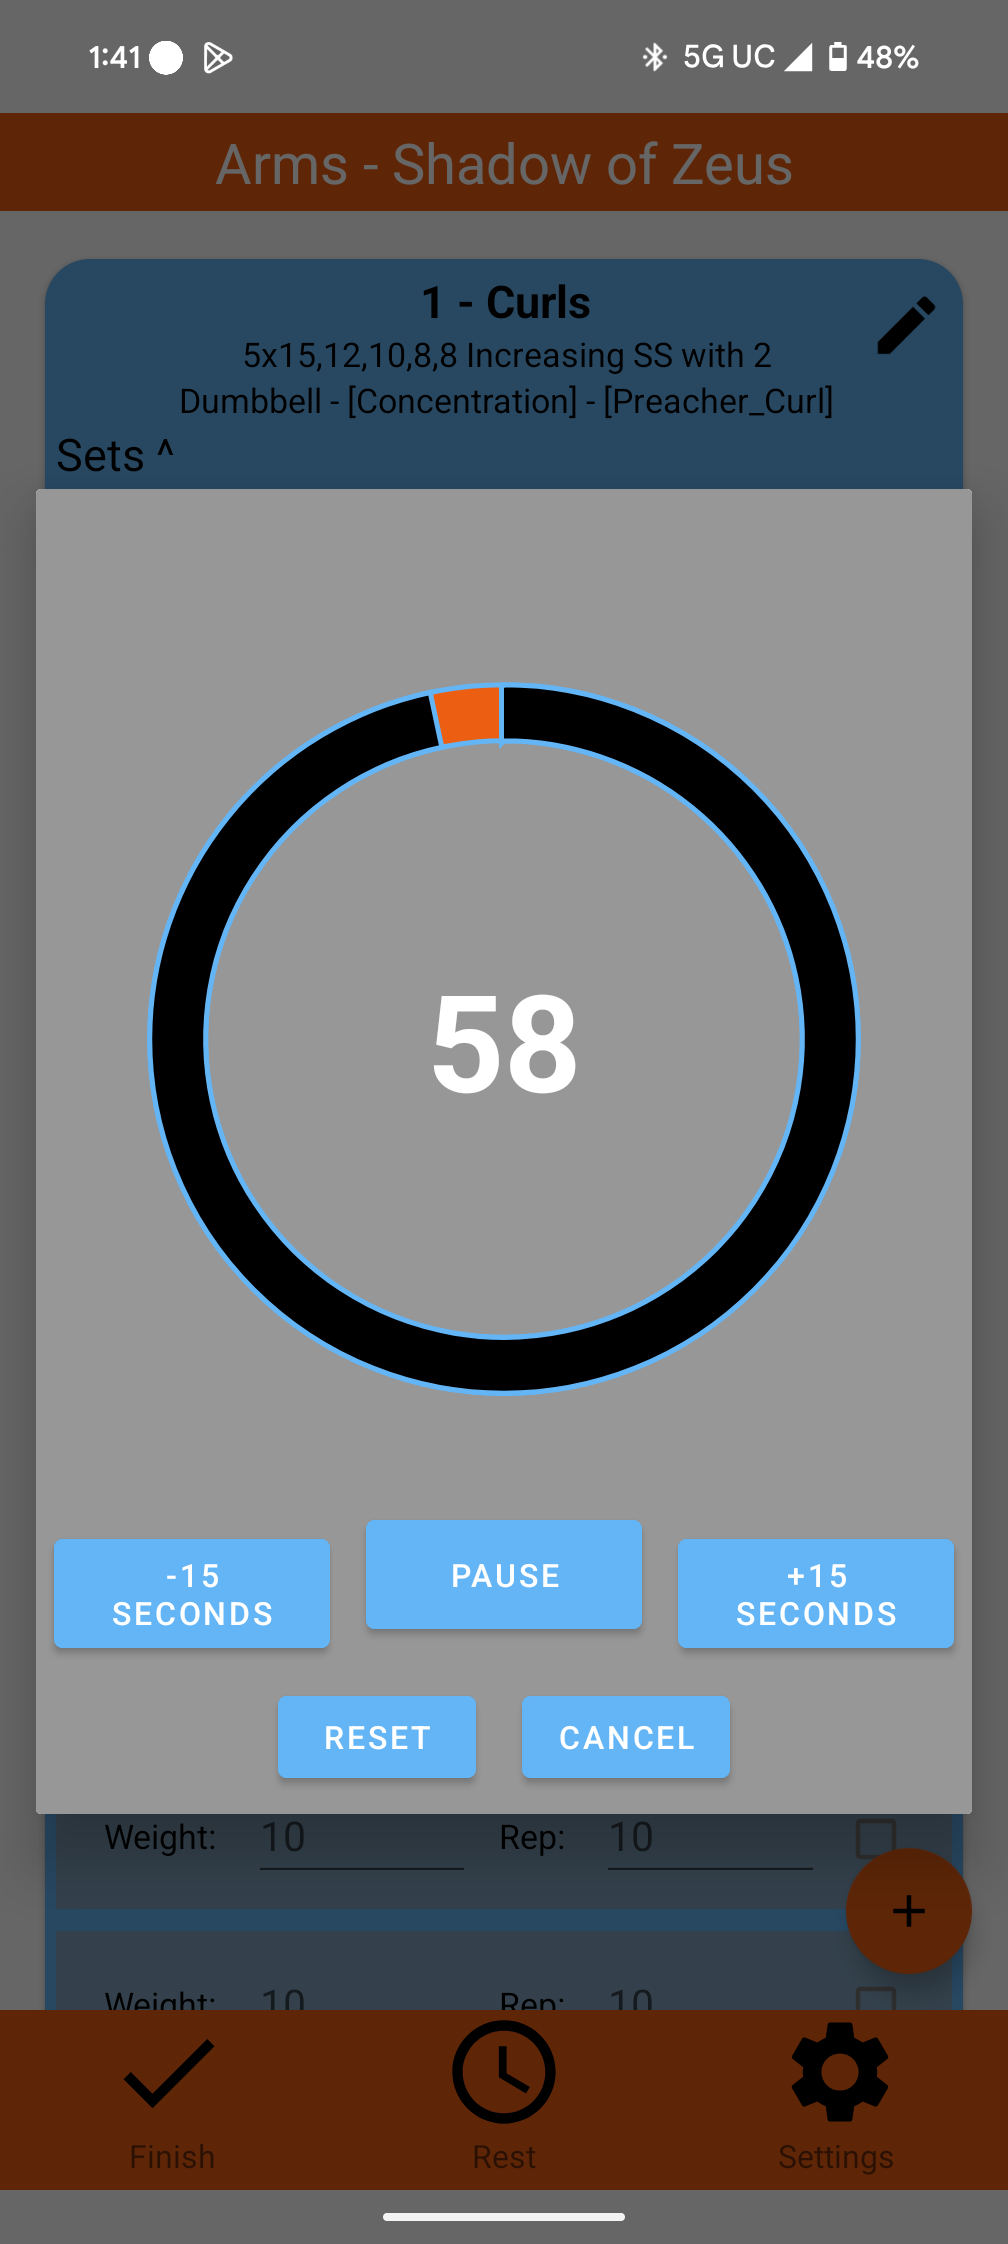 1:41 5G UC 48%
Arms - Shadow of Zeus
1 - Curls
5x15,12,10,8,8 Increasing SS with 2
Dumbbell - [Concentration] - [Preacher_Curl]
Sets ^
58
-15
SECONDS
PAUSE
+15
SECONDS
RESET CANCEL
Weight: 10 Rep: 10
+
Weight: 10 Rep: 10
Finish Rest Settings